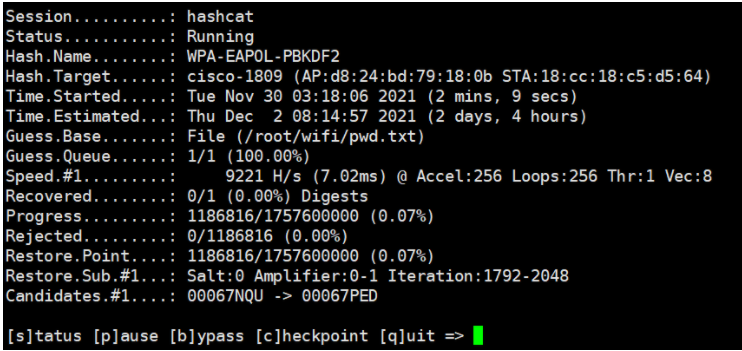 Session..........: hashcat
Status...........: Running
Hash.Name........: WPA-EAPOL-PBKDF2
Hash.Target......: cisco-1809 (AP:d8:24:bd:79:18:0b STA:18:cc:18:c5:d5:64)
Time.Started.....: Tue Nov 30 03:18:06 2021 (2 mins, 9 secs)
Time.Estimated...: Thu Dec  2 08:14:57 2021 (2 days, 4 hours)
Guess.Base.......: File (/root/wifi/pwd.txt)
Guess.Queue......: 1/1 (100.00%)
Speed.#1.........:     9221 H/s (7.02ms) @ Accel:256 Loops:256 Thr:1 Vec:8
Recovered........: 0/1 (0.00%) Digests
Progress.........: 1186816/1757600000 (0.07%)
Rejected.........: 0/1186816 (0.00%)
Restore.Point....: 1186816/1757600000 (0.07%)
Restore.Sub.#1...: Salt:0 Amplifier:0-1 Iteration:1792-2048
Candidates.#1....: 00067NQU -> 00067PED
[s]tatus [p]ause [b]ypass [c]heckpoint [q]uit =>